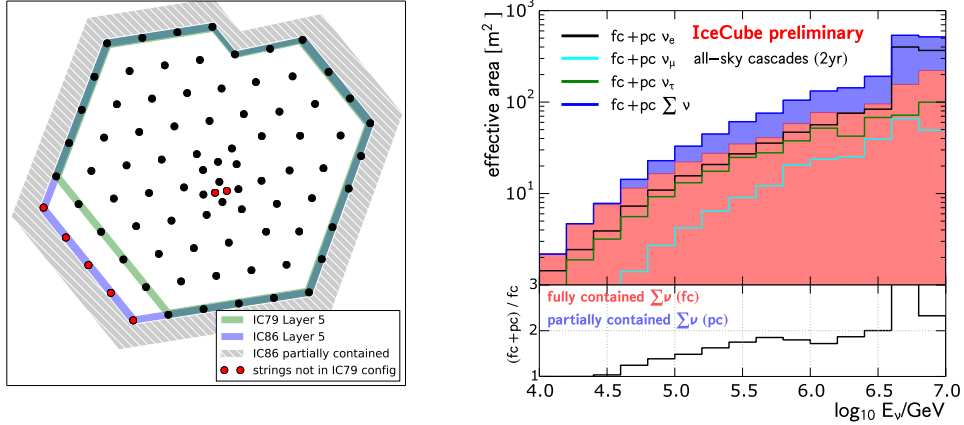 IC79 Layer 5
IC86 Layer 5
IC86 partially contained
strings not in IC79 config
effective area [m²]
10³
10²
10¹
IceCube preliminary
all−sky cascades (2yr)
fc+pc νₑ
fc+pc ν_μ
fc+pc ν_τ
fc+pc ∑ ν
(fc+pc) / fc
3
2
1
fully contained ∑ν (fc)
partially contained ∑ν (pc)
4.0 4.5 5.0 5.5 6.0 6.5 7.0
log₁₀ E_ν/GeV